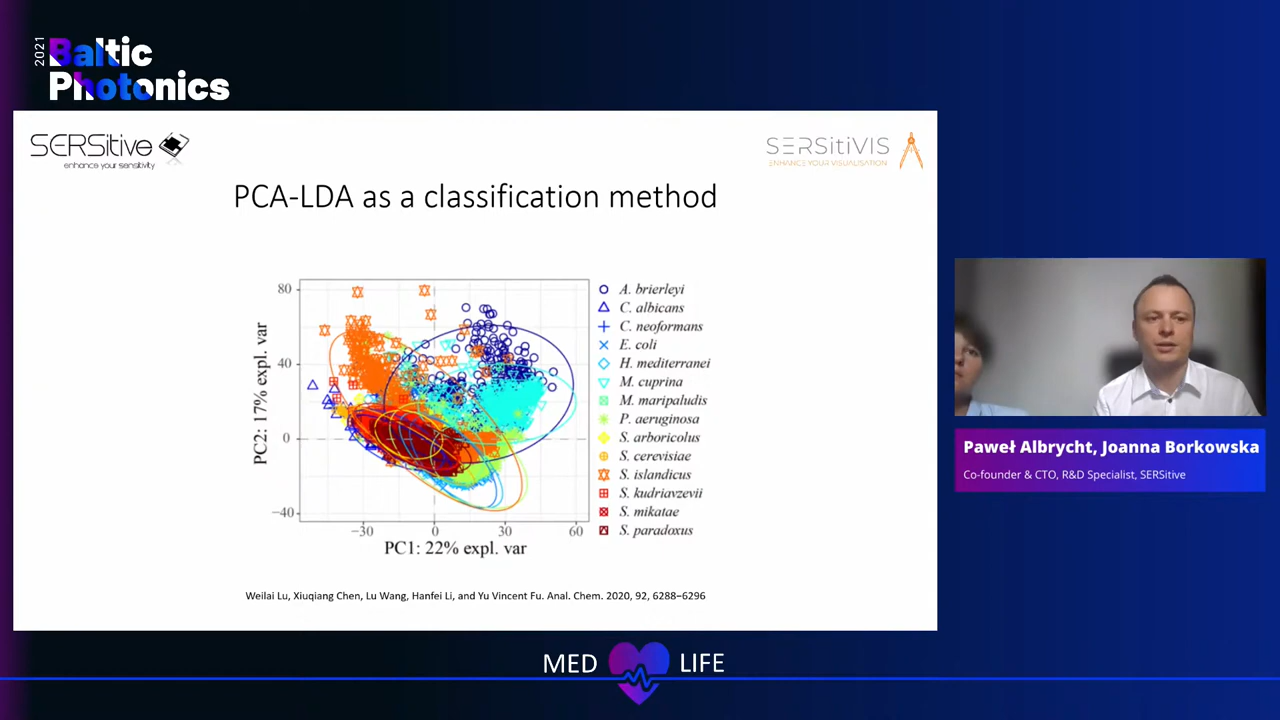 2021
Baltic
Photonics
SERSitive
enhance your sensitivity
SERSitiVIS
ENHANCE YOUR VISUALISATION
PCA-LDA as a classification method
80
40
0
−40
PC2: 17% expl. var
−30
0
30
60
PC1: 22% expl. var
A. brierleyi
C. albicans
C. neoformans
E. coli
H. mediterranei
M. cuprina
M. maripaludis
P. aeruginosa
S. arboricolus
S. cerevisiae
S. islandicus
S. kudriavzevii
S. mikatae
S. paradoxus
Weilai Lu, Xiuqiang Chen, Lu Wang, Hanfei Li, and Yu Vincent Fu. Anal. Chem. 2020, 92, 6288−6296
Paweł Albrycht, Joanna Borkowska
Co-founder & CTO, R&D Specialist, SERSitive
MED LIFE